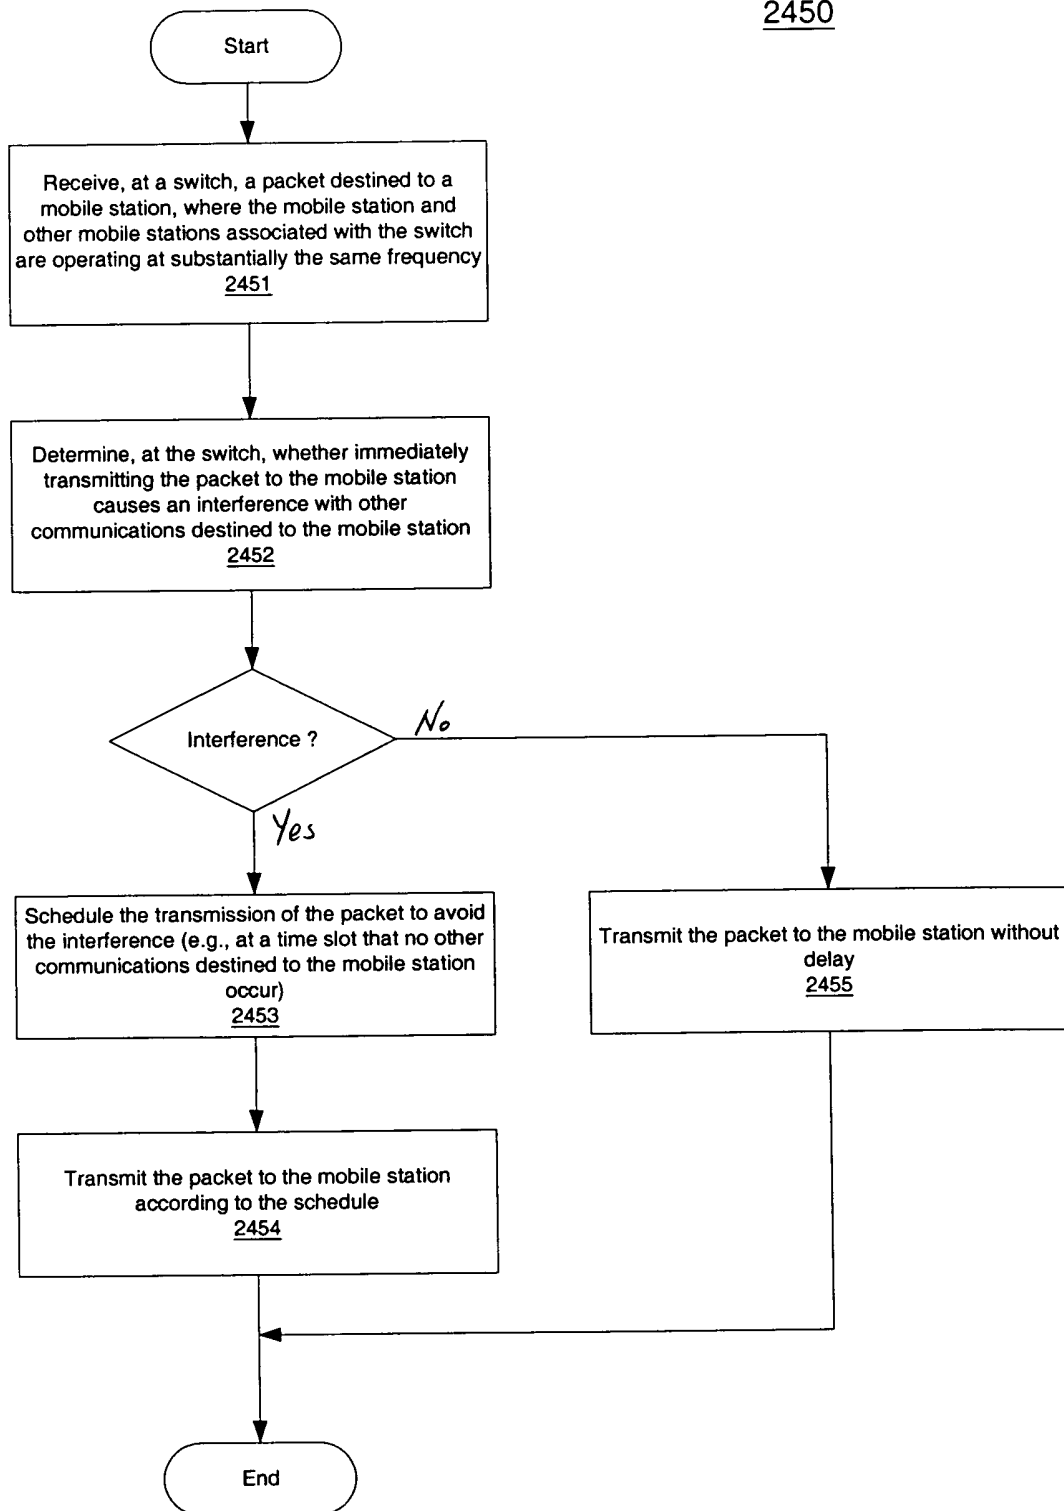 2450
Start
Receive, at a switch, a packet destined to a
mobile station, where the mobile station and
other mobile stations associated with the switch
are operating at substantially the same frequency
2451
Determine, at the switch, whether immediately
transmitting the packet to the mobile station
causes an interference with other
communications destined to the mobile station
2452
Interference ?
No
Yes
Schedule the transmission of the packet to avoid
the interference (e.g., at a time slot that no other
communications destined to the mobile station
occur)
2453
Transmit the packet to the mobile station without
delay
2455
Transmit the packet to the mobile station
according to the schedule
2454
End